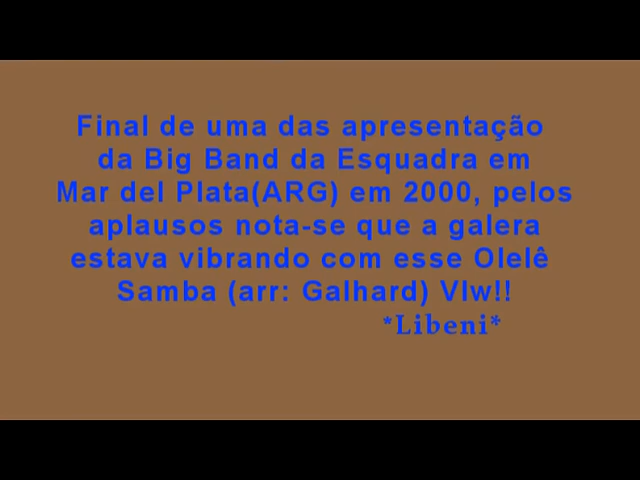 Final de uma das apresentação
da Big Band da Esquadra em
Mar del Plata(ARG) em 2000, pelos
aplausos nota-se que a galera
estava vibrando com esse Olelê
Samba (arr: Galhard) Vlw!!
*Libeni*